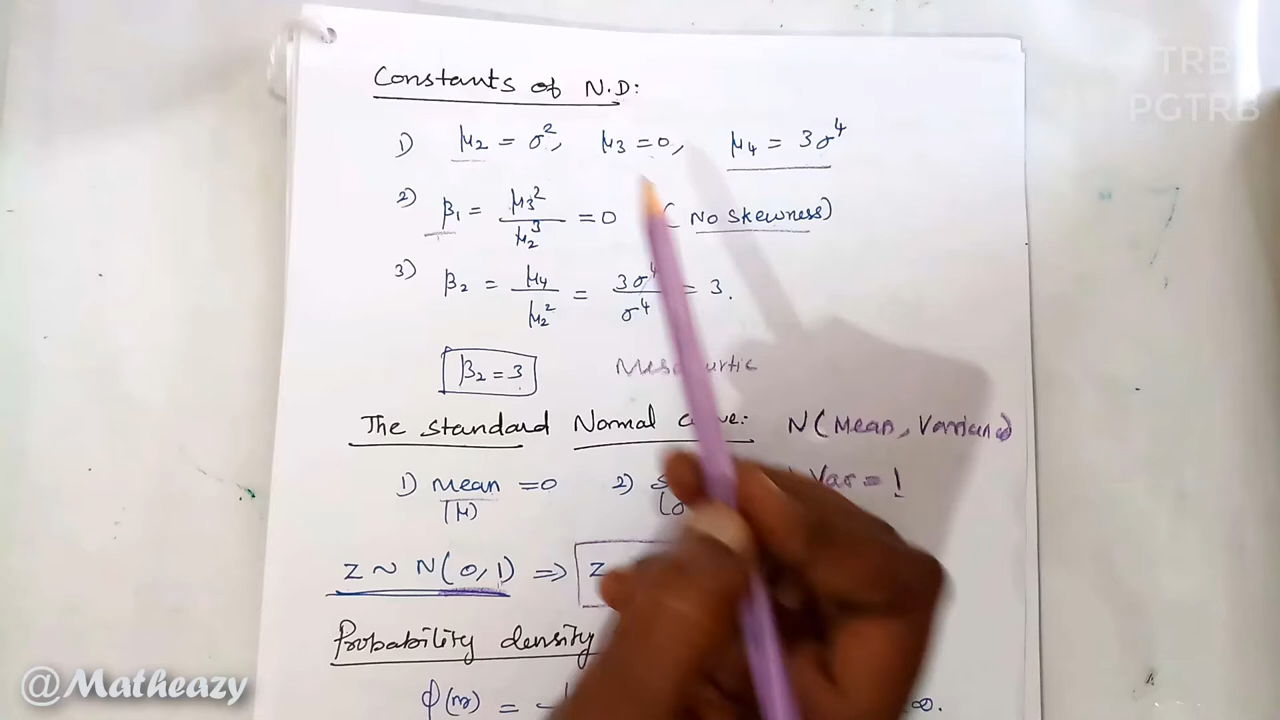 TRB
PGTRB
Constants of N.D:
1) μ2 = σ², μ3 = 0, μ4 = 3σ⁴
2) β1 = μ3² / μ2³ = 0 ( No Skewness)
3) β2 = μ4 / μ2² = 3σ⁴ / σ⁴ = 3.
β2 = 3
The standard Normal N(Mean, Variance)
1) mean = 0 2) Var = 1
(μ)
Z ~ N(0,1) ⇒ Z
Probability density
= ∞.
@Matheazy